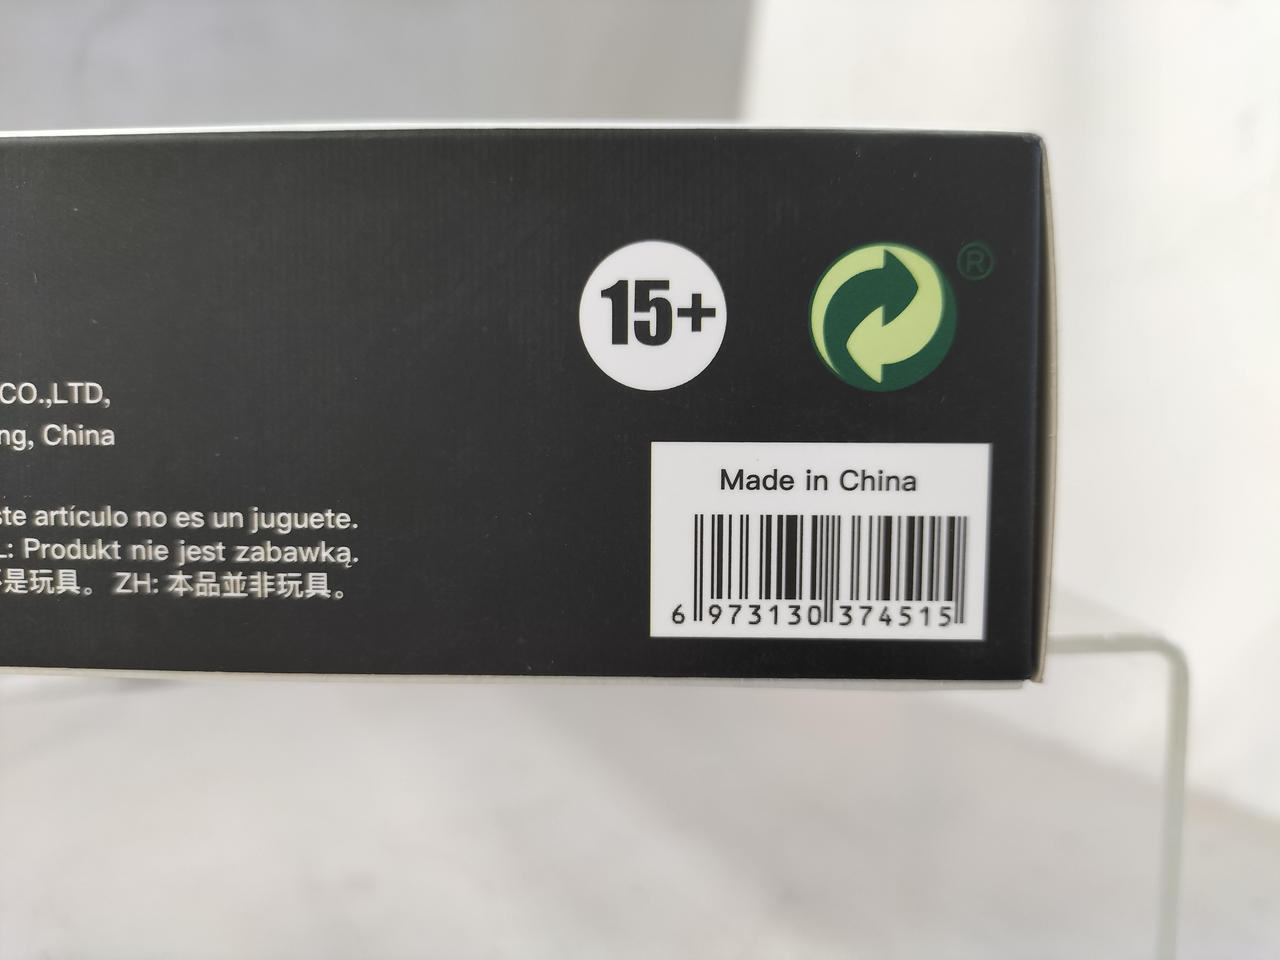 15+
®
CO.,LTD,
ng, China
Made in China
ste artículo no es un juguete.
L: Produkt nie jest zabawką.
是玩具。 ZH: 本品並非玩具。
6 973130 374515